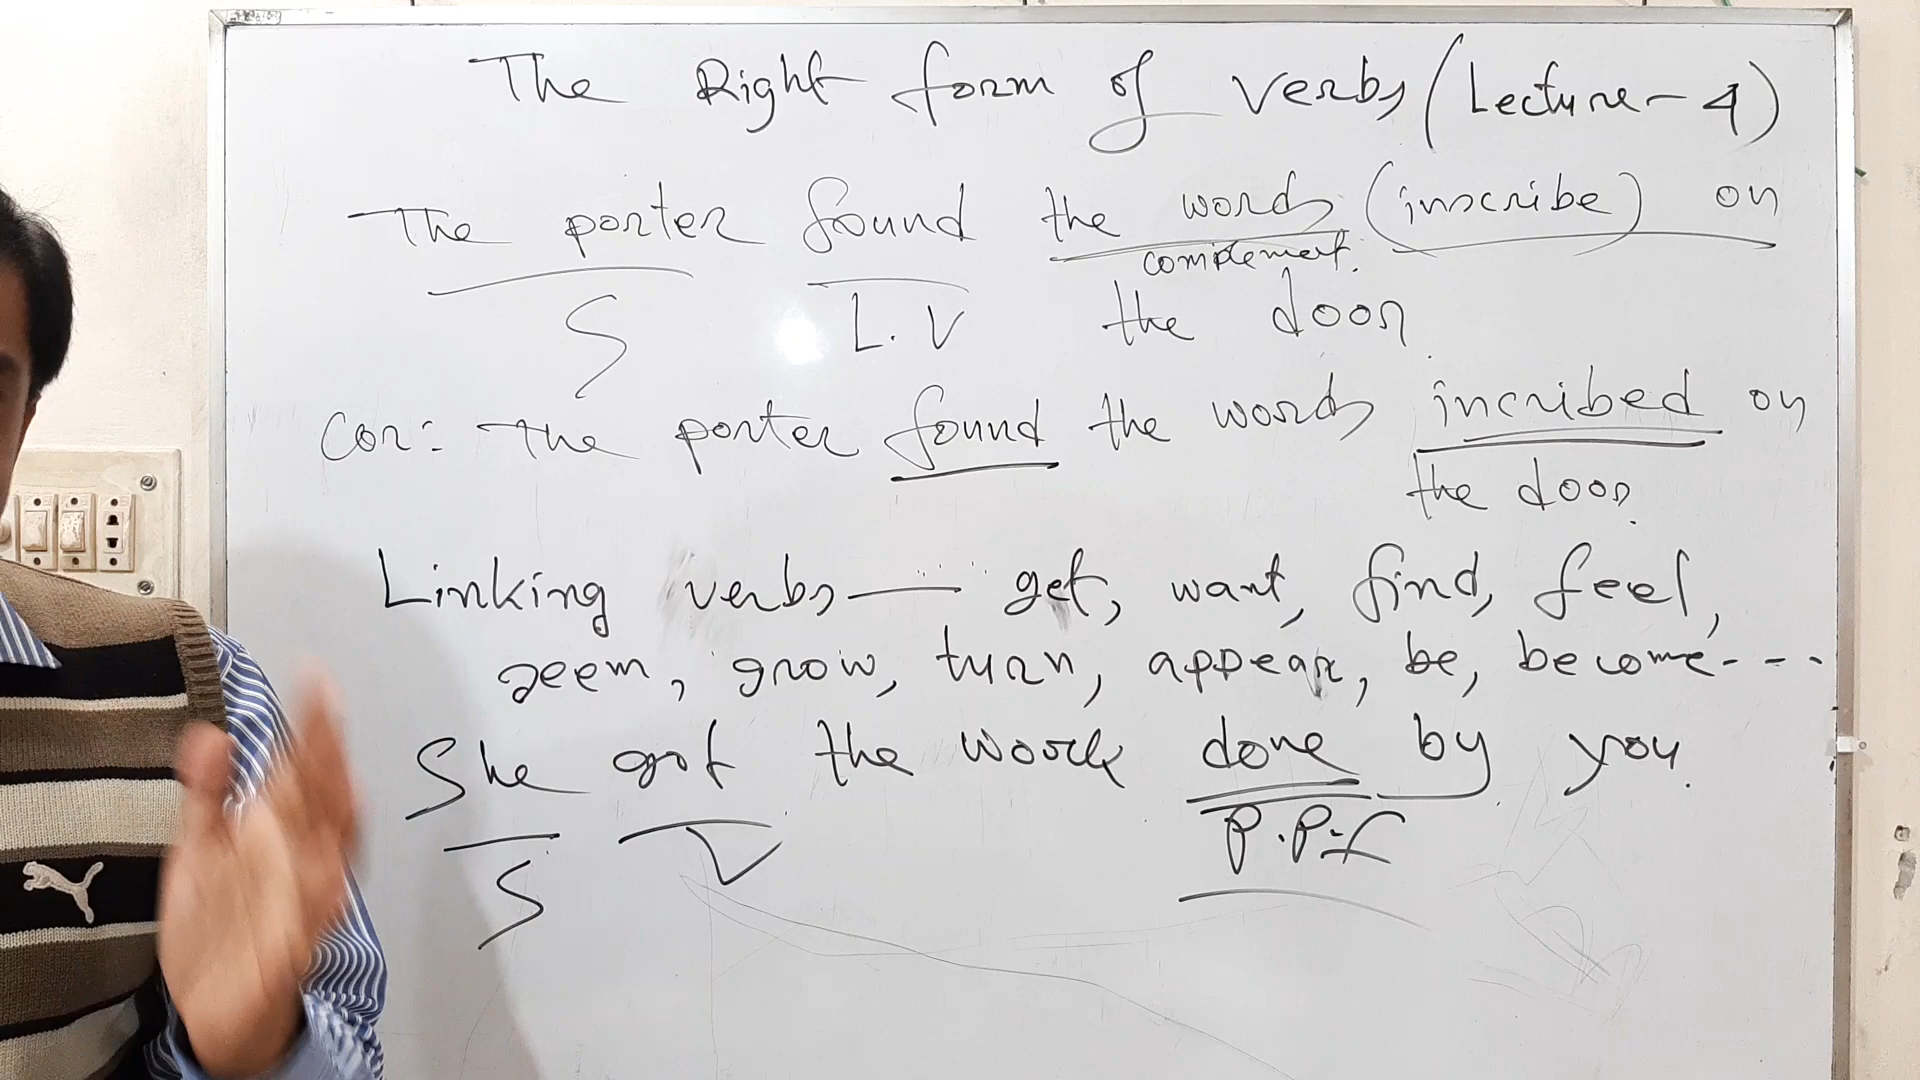 The Right form of verbs (Lecture-4)
The porter found the words (inscribe) on
complement.
S L.V the door.
Cor: The porter found the words incribed on
the door.
Linking verbs — get, want, find, feel,
seem, grow, turn, appear, be, become----
She got the work done by you.
S V P.P.f